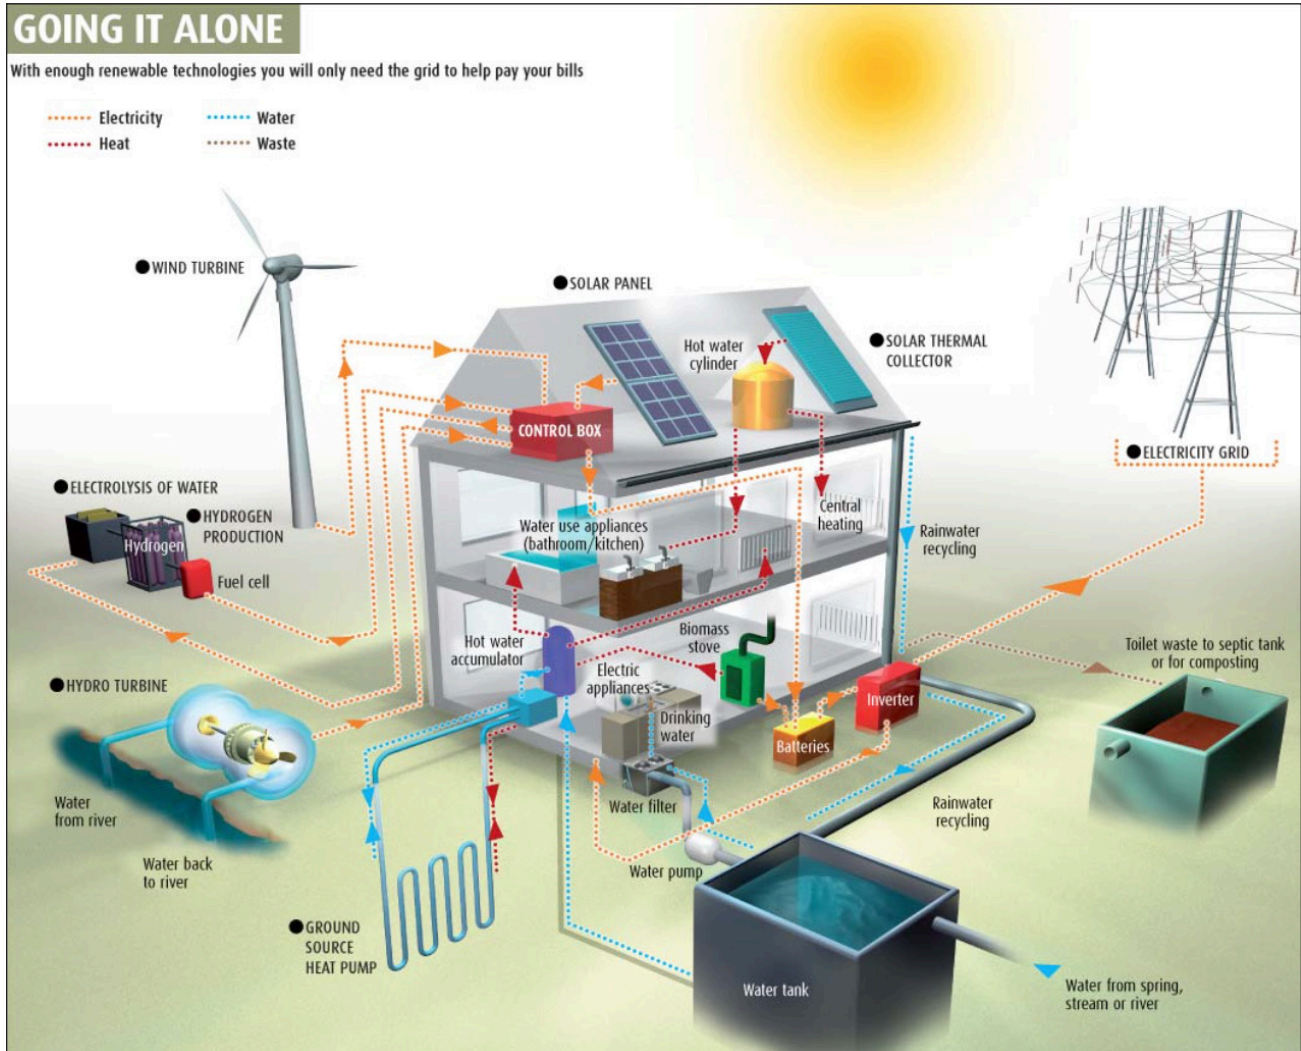 GOING IT ALONE
With enough renewable technologies you will only need the grid to help pay your bills
Electricity
Water
Heat
Waste
WIND TURBINE
SOLAR PANEL
Hot water
cylinder
SOLAR THERMAL
COLLECTOR
CONTROL BOX
ELECTRICITY GRID
ELECTROLYSIS OF WATER
HYDROGEN
PRODUCTION
Hydrogen
Fuel cell
Water use appliances
(bathroom/kitchen)
Central
heating
Rainwater
recycling
Hot water
accumulator
Biomass
stove
Electric
appliances
Drinking
water
Batteries
Inverter
Toilet waste to septic tank
or for composting
HYDRO TURBINE
Water
from river
Water back
to river
Water filter
Water pump
Rainwater
recycling
GROUND
SOURCE
HEAT PUMP
Water tank
Water from spring,
stream or river